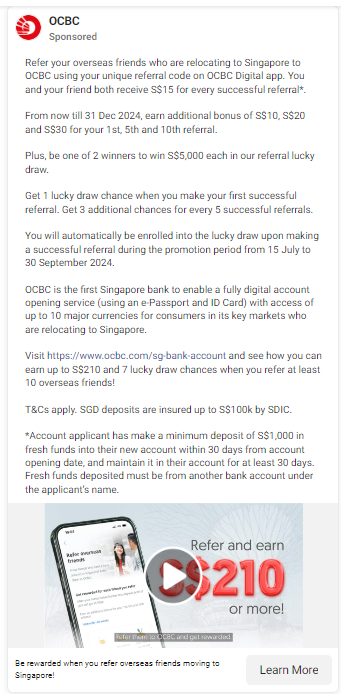 OCBC
Sponsored
Refer your overseas friends who are relocating to Singapore to
OCBC using your unique referral code on OCBC Digital app. You
and your friend both receive S$15 for every successful referral*.
From now till 31 Dec 2024, earn additional bonus of S$10, S$20
and S$30 for your 1st, 5th and 10th referral.
Plus, be one of 2 winners to win S$5,000 each in our referral lucky
draw.
Get 1 lucky draw chance when you make your first successful
referral. Get 3 additional chances for every 5 successful referrals.
You will automatically be enrolled into the lucky draw upon making
a successful referral during the promotion period from 15 July to
30 September 2024.
OCBC is the first Singapore bank to enable a fully digital account
opening service (using an e-Passport and ID Card) with access of
up to 10 major currencies for consumers in its key markets who
are relocating to Singapore.
Visit https://www.ocbc.com/sg-bank-account and see how you can
earn up to S$210 and 7 lucky draw chances when you refer at least
10 overseas friends!
T&Cs apply. SGD deposits are insured up to S$100k by SDIC.
*Account applicant has make a minimum deposit of S$1,000 in
fresh funds into their new account within 30 days from account
opening date, and maintain it in their account for at least 30 days.
Fresh funds deposited must be from another bank account under
the applicant's name.
Refer overseas
friends
Refer and earn
S$210
or more!
Refer them to OCBC and get rewarded.
Be rewarded when you refer overseas friends moving to
Singapore!
Learn More